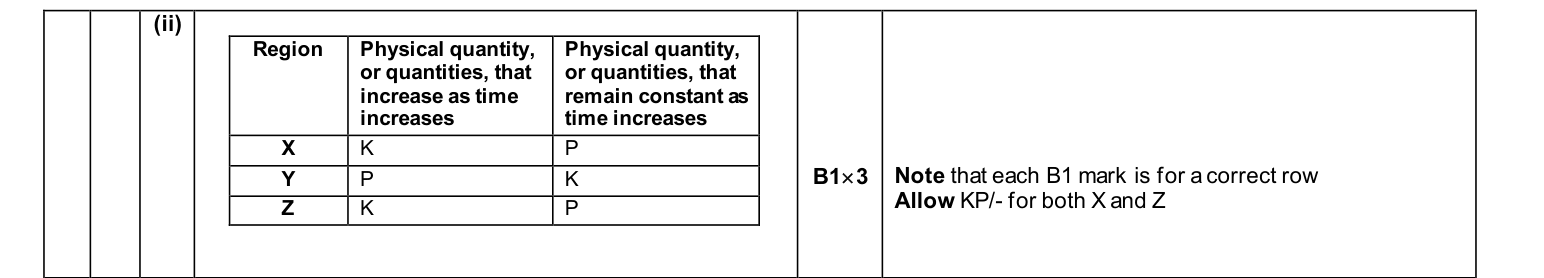 (ii)
Region
Physical quantity,
or quantities, that
increase as time
increases
Physical quantity,
or quantities, that
remain constant as
time increases
X
K
P
Y
P
K
Z
K
P
B1×3
Note that each B1 mark is for a correct row
Allow KP/- for both X and Z